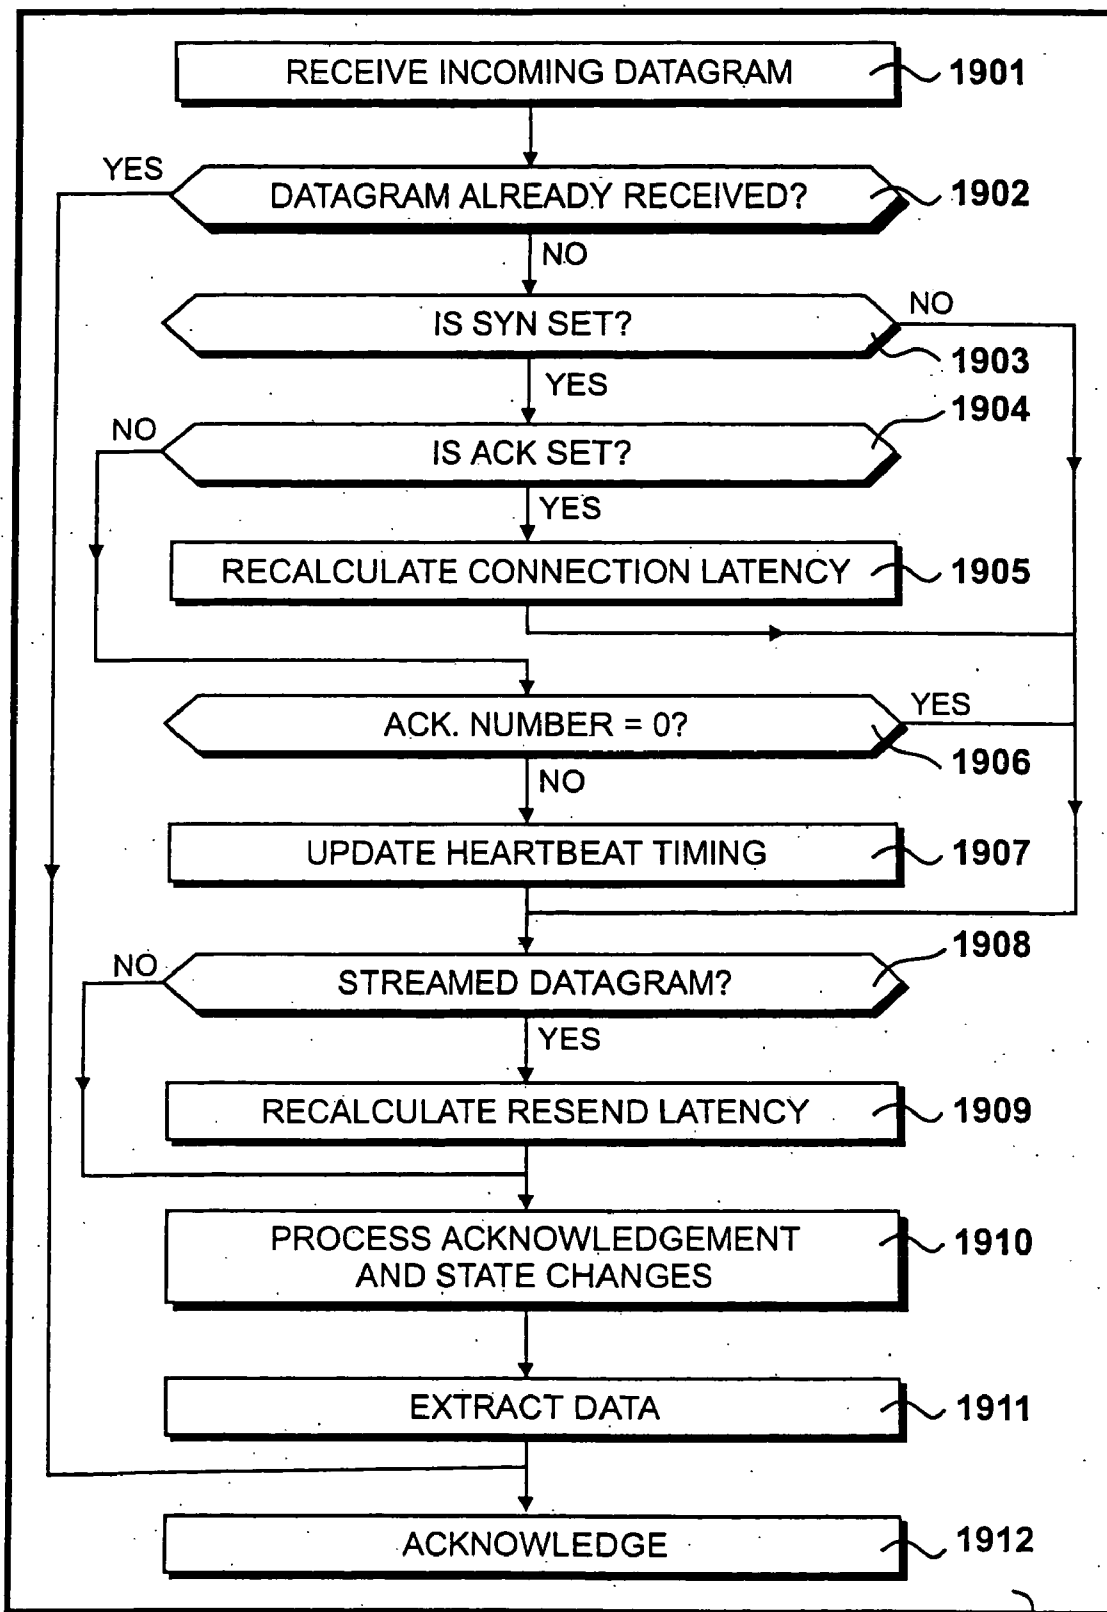 RECEIVE INCOMING DATAGRAM
1901
YES
DATAGRAM ALREADY RECEIVED?
1902
NO
IS SYN SET?
NO
1903
YES
1904
NO
IS ACK SET?
YES
RECALCULATE CONNECTION LATENCY
1905
ACK. NUMBER = 0?
YES
1906
NO
UPDATE HEARTBEAT TIMING
1907
1908
NO
STREAMED DATAGRAM?
YES
RECALCULATE RESEND LATENCY
1909
PROCESS ACKNOWLEDGEMENT
AND STATE CHANGES
1910
EXTRACT DATA
1911
ACKNOWLEDGE
1912